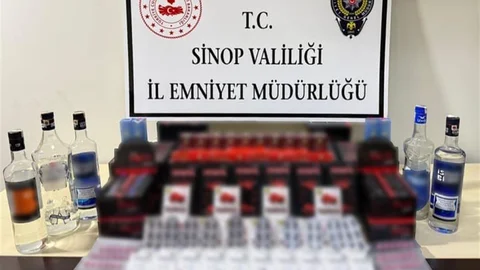 T.C.
SİNOP VALİLİĞİ
İL EMNİYET MÜDÜRLÜĞÜ